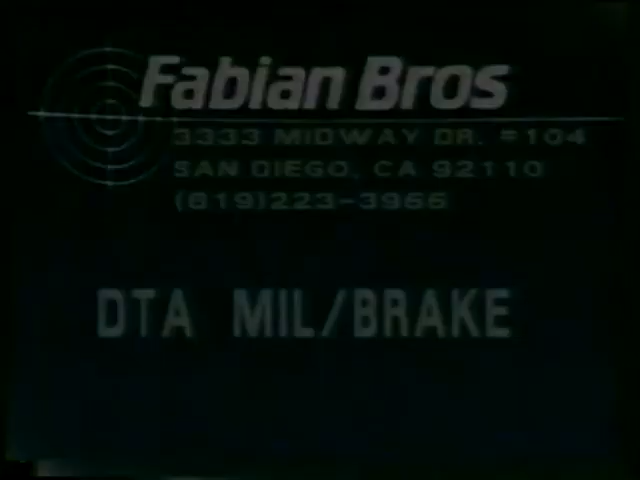 Fabian Bros
3333 MIDWAY DR. #104
SAN DIEGO, CA 92110
(619)223-3966
DTA MIL/BRAKE